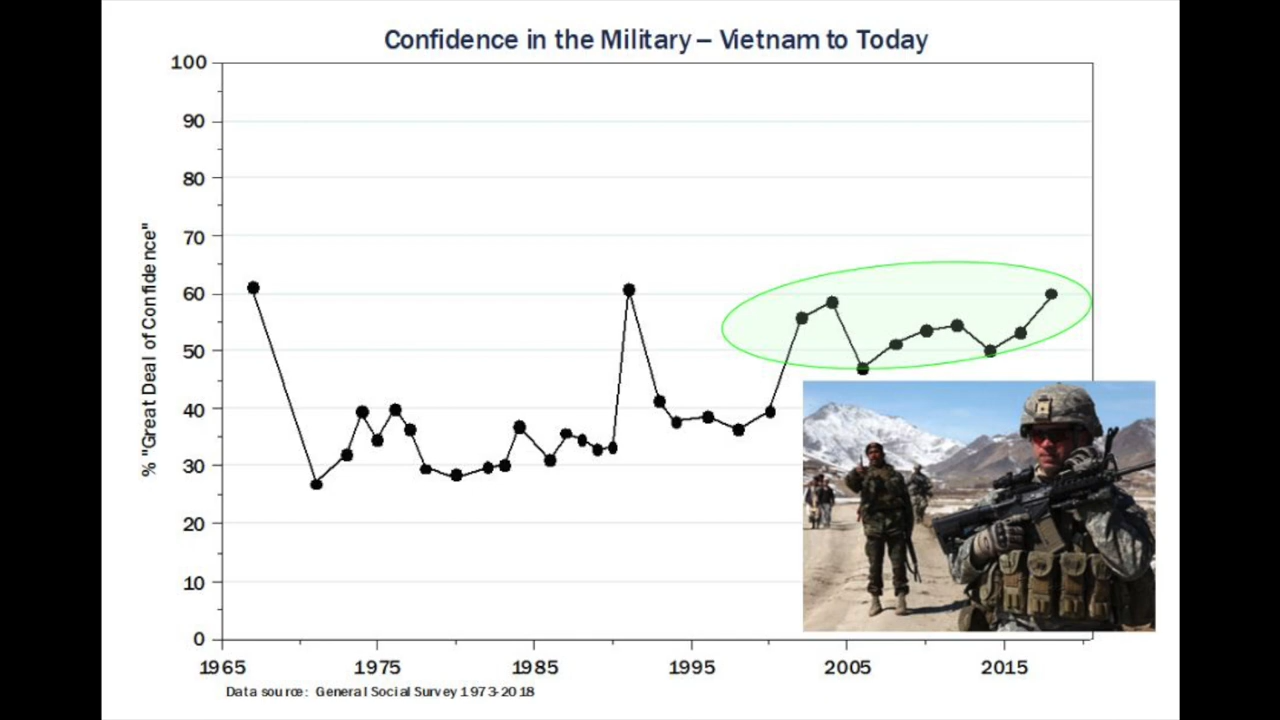 Confidence in the Military – Vietnam to Today
% "Great Deal of Confidence"
100
90
80
70
60
50
40
30
20
10
0
1965 1975 1985 1995 2005 2015
Data source: General Social Survey 1973-2018